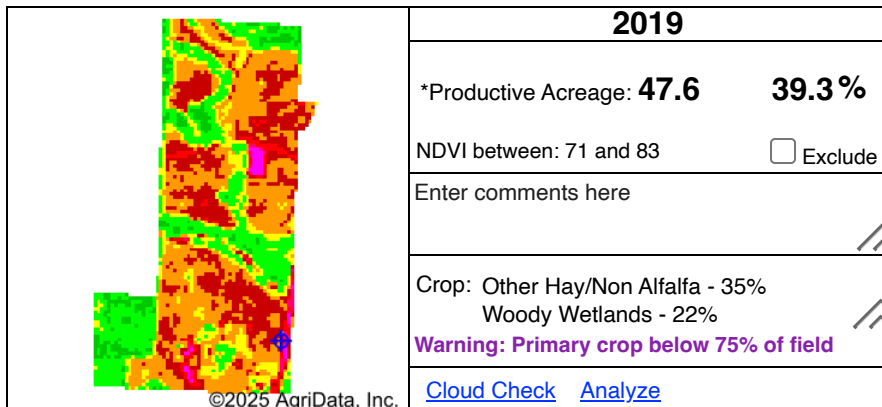 2019
*Productive Acreage: 47.6 39.3 %
NDVI between: 71 and 83 Exclude
Enter comments here
Crop: Other Hay/Non Alfalfa - 35%
Woody Wetlands - 22%
Warning: Primary crop below 75% of field
©2025 AgriData, Inc.
Cloud Check Analyze